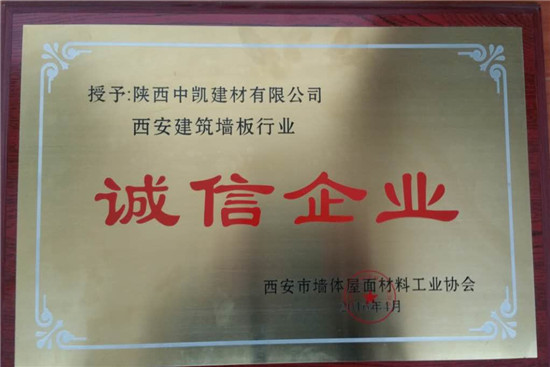 授予:陕西中凯建材有限公司
西安建筑墙板行业
诚信企业
西安市墙体屋面材料工业协会
年1月